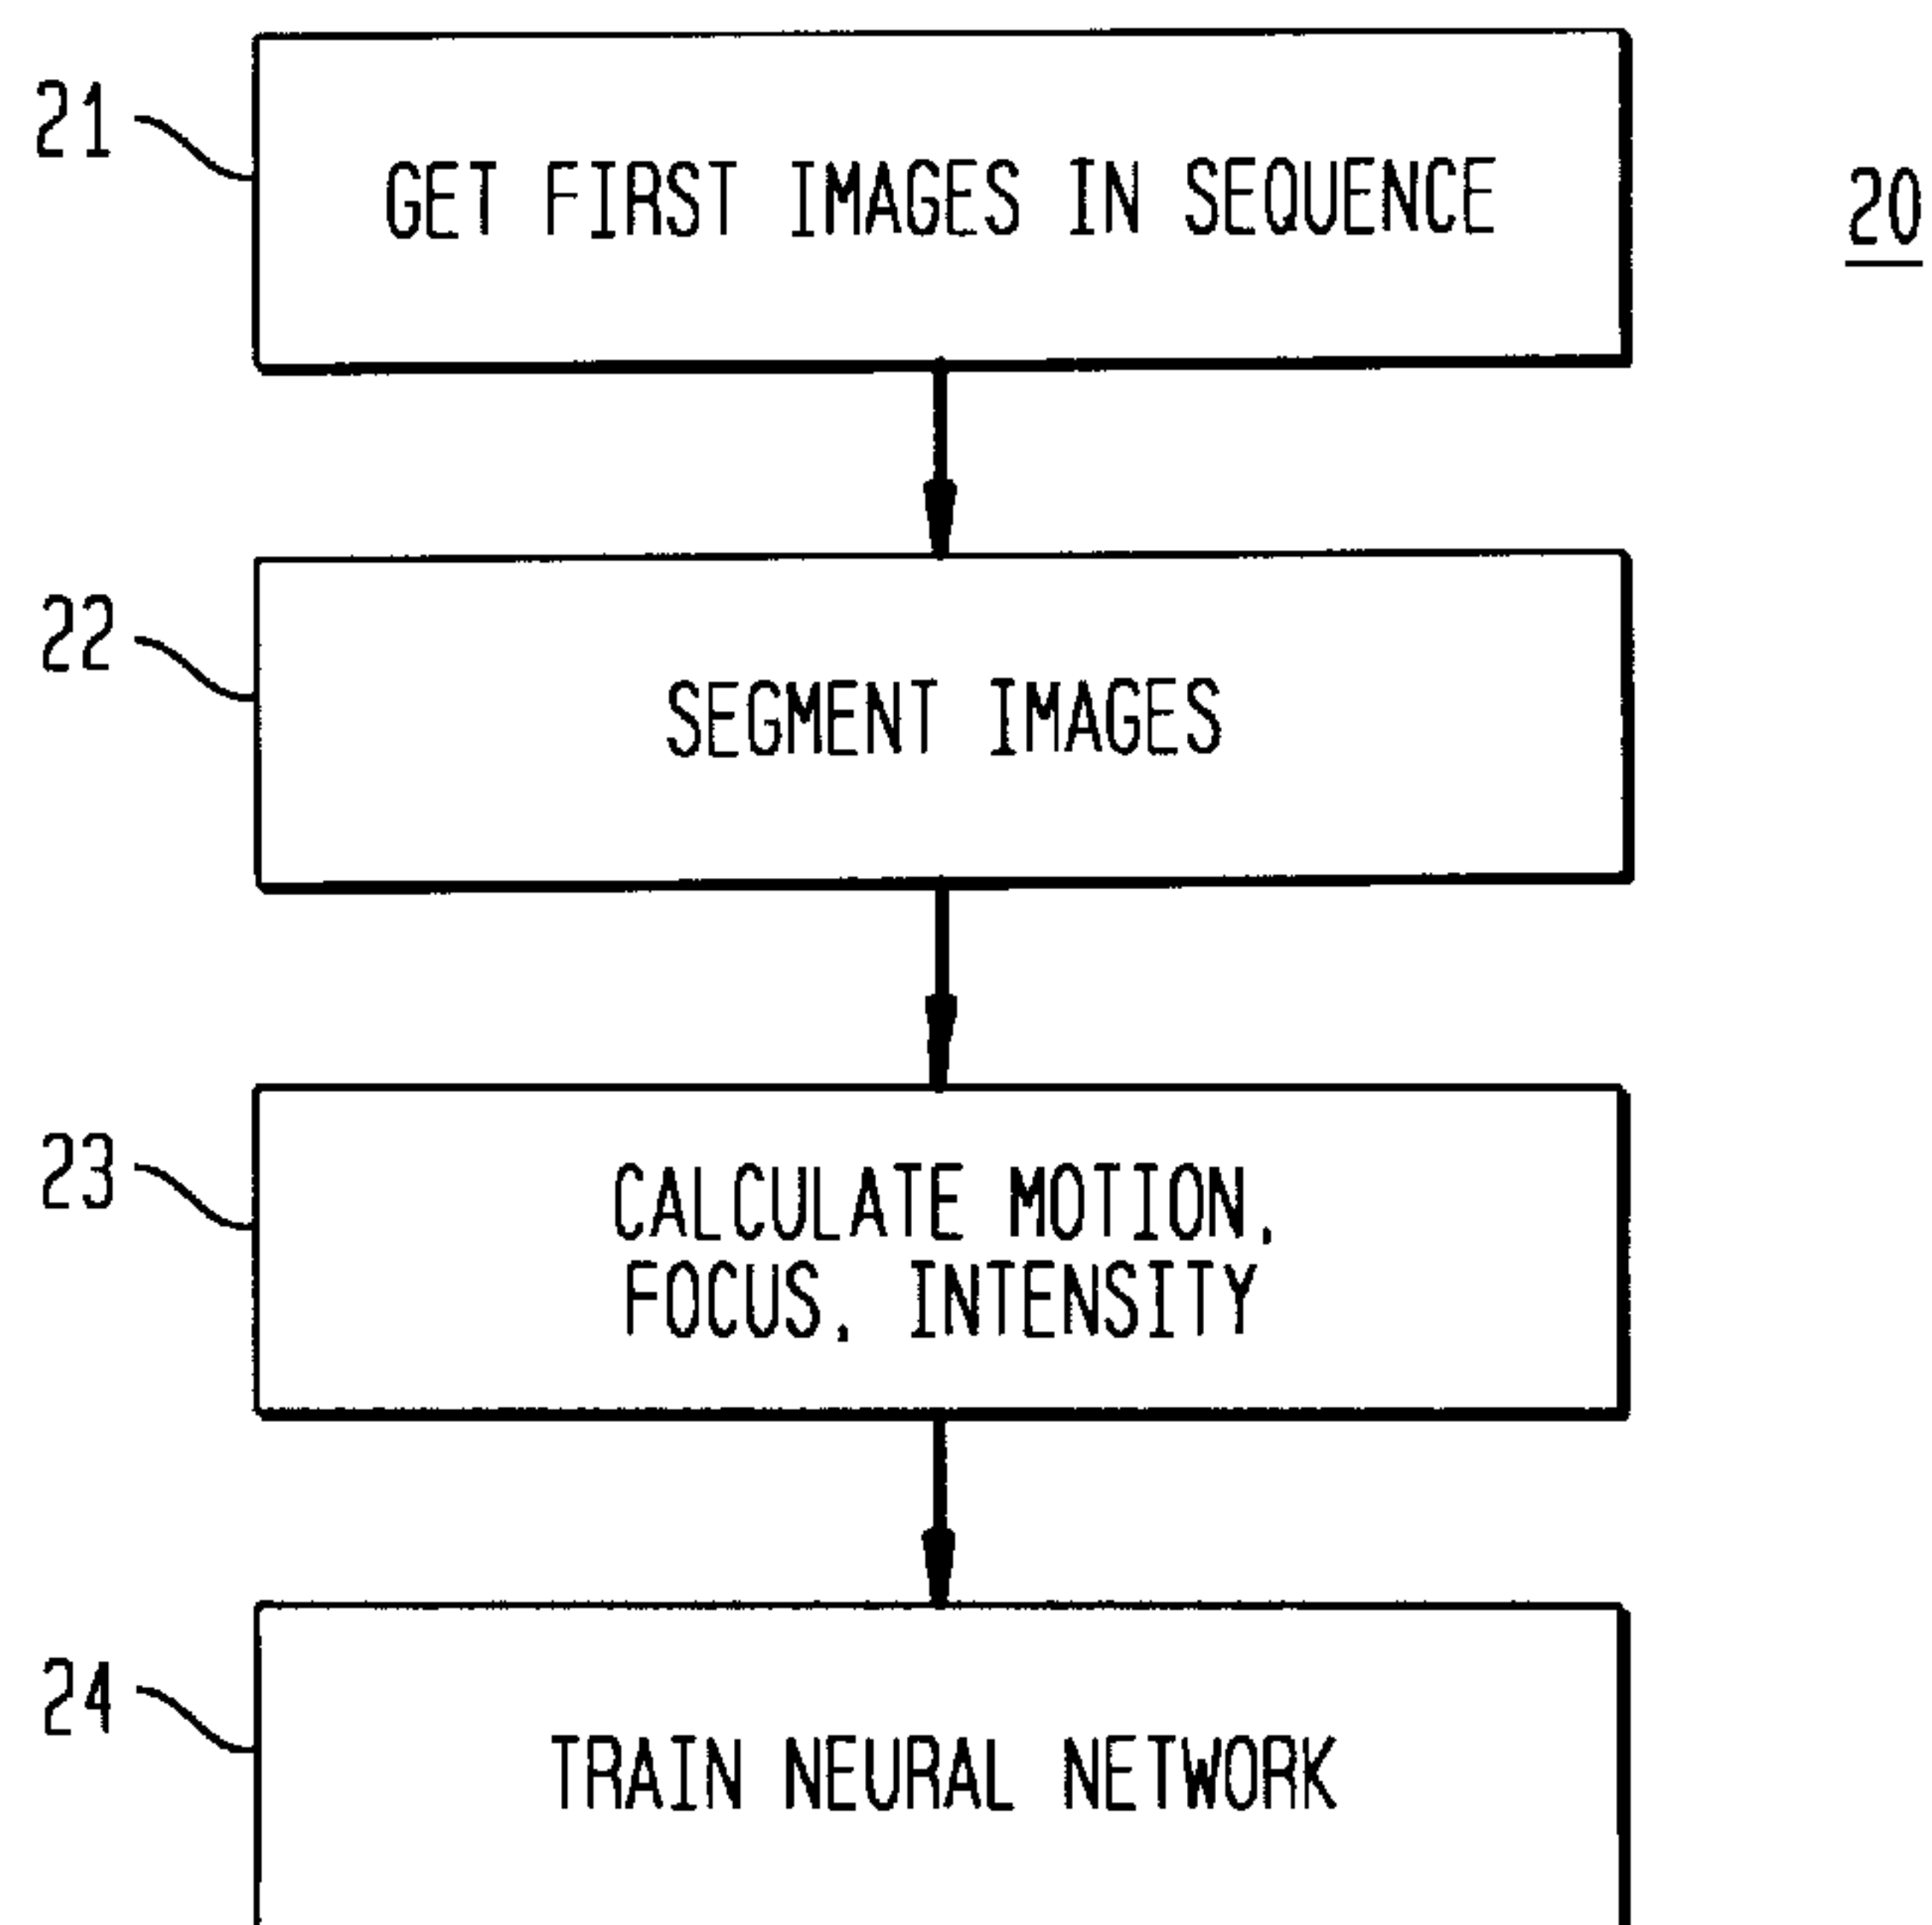 21
GET FIRST IMAGES IN SEQUENCE
20
22
SEGMENT IMAGES
23
CALCULATE MOTION,
FOCUS, INTENSITY
24
TRAIN NEURAL NETWORK